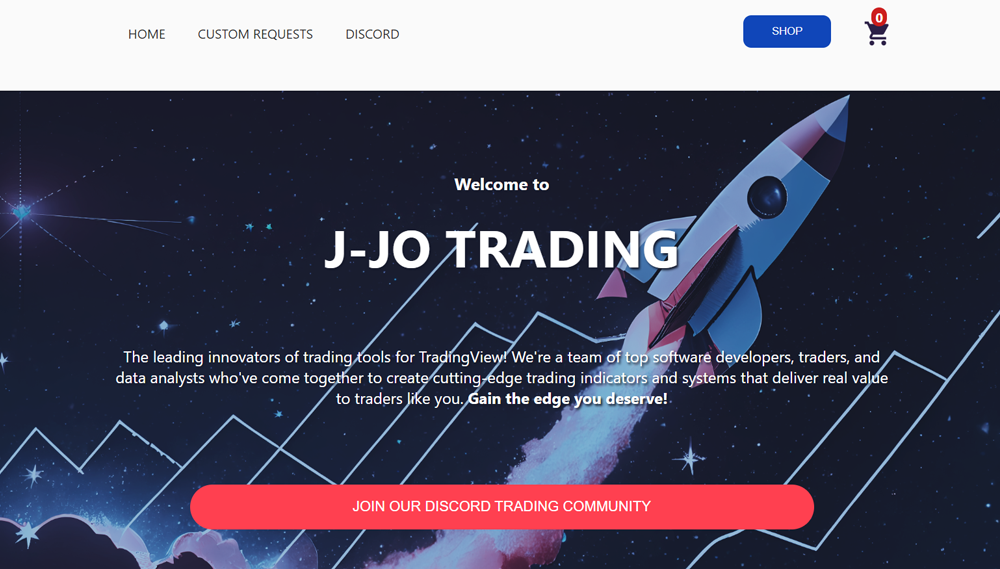 HOME
CUSTOM REQUESTS
DISCORD
SHOP
0
Welcome to
J-JO TRADING
The leading innovators of trading tools for TradingView! We're a team of top software developers, traders, and
data analysts who've come together to create cutting-edge trading indicators and systems that deliver real value
to traders like you. Gain the edge you deserve!
JOIN OUR DISCORD TRADING COMMUNITY